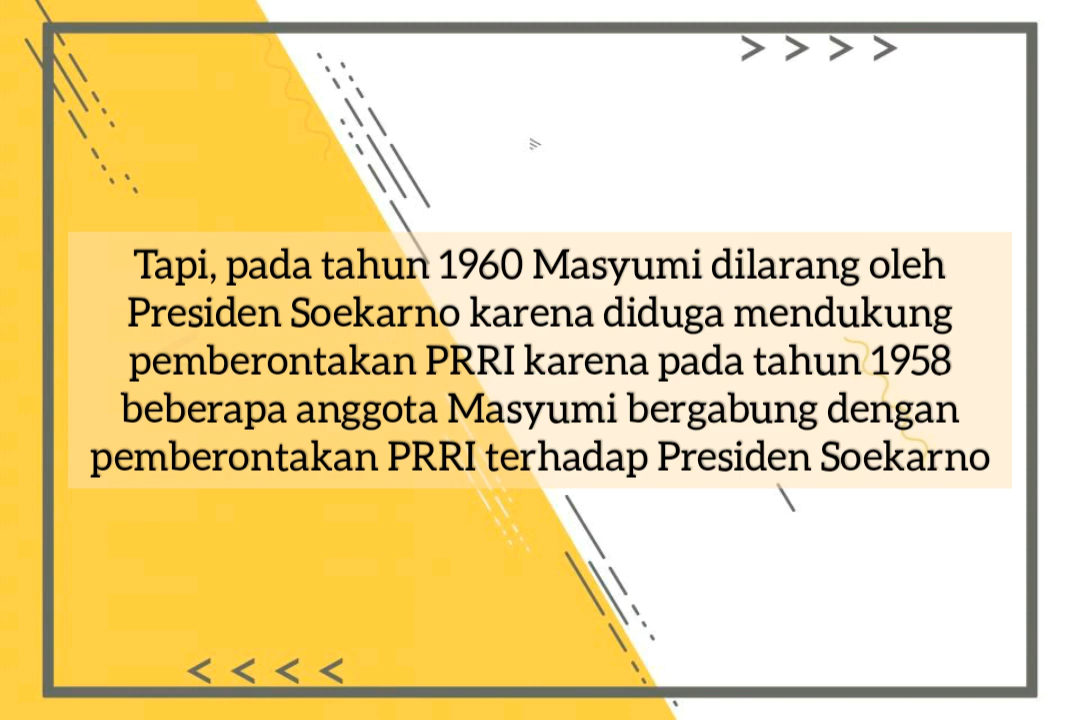 Tapi, pada tahun 1960 Masyumi dilarang oleh
Presiden Soekarno karena diduga mendukung
pemberontakan PRRI karena pada tahun 1958
beberapa anggota Masyumi bergabung dengan
pemberontakan PRRI terhadap Presiden Soekarno